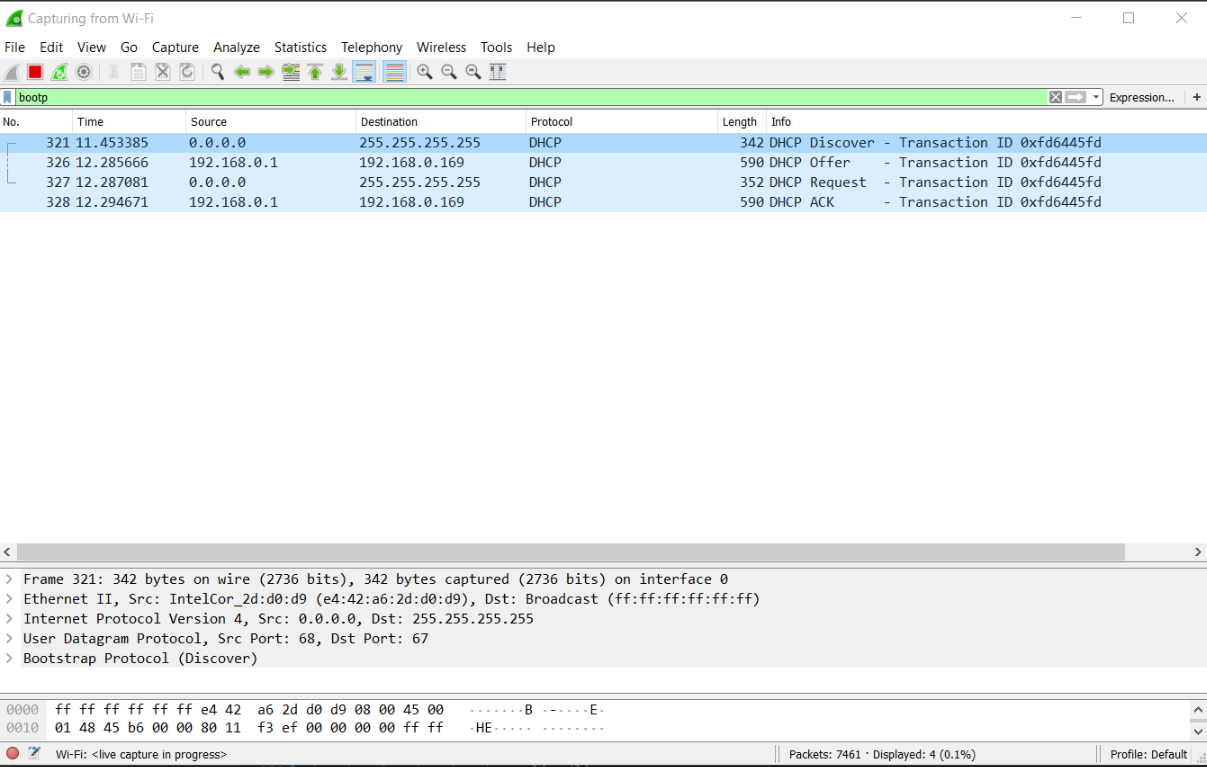 Capturing from Wi-Fi
File Edit View Go Capture Analyze Statistics Telephony Wireless Tools Help
bootp Expression... +
No. Time Source Destination Protocol Length Info
321 11.453385 0.0.0.0 255.255.255.255 DHCP 342 DHCP Discover - Transaction ID 0xfd6445fd
326 12.285666 192.168.0.1 192.168.0.169 DHCP 590 DHCP Offer - Transaction ID 0xfd6445fd
327 12.287081 0.0.0.0 255.255.255.255 DHCP 352 DHCP Request - Transaction ID 0xfd6445fd
328 12.294671 192.168.0.1 192.168.0.169 DHCP 590 DHCP ACK - Transaction ID 0xfd6445fd
> Frame 321: 342 bytes on wire (2736 bits), 342 bytes captured (2736 bits) on interface 0
> Ethernet II, Src: IntelCor_2d:d0:d9 (e4:42:a6:2d:d0:d9), Dst: Broadcast (ff:ff:ff:ff:ff:ff)
> Internet Protocol Version 4, Src: 0.0.0.0, Dst: 255.255.255.255
> User Datagram Protocol, Src Port: 68, Dst Port: 67
> Bootstrap Protocol (Discover)
0000 ff ff ff ff ff ff e4 42 a6 2d d0 d9 08 00 45 00 ·······B ·-····E·
0010 01 48 45 b6 00 00 80 11 f3 ef 00 00 00 00 ff ff ·HE····· ········
Wi-Fi: <live capture in progress> Packets: 7461 · Displayed: 4 (0.1%) Profile: Default